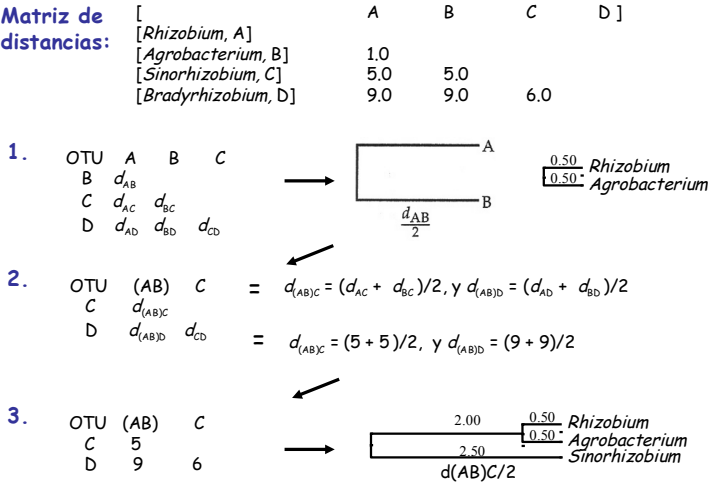 Matriz de distancias:
[ A B C D ]
[Rhizobium, A]
[Agrobacterium, B] 1.0
[Sinorhizobium, C] 5.0 5.0
[Bradyrhizobium, D] 9.0 9.0 6.0
1.
OTU A B C
B dAB
C dAC dBC
D dAD dBD dCD
A
B
dAB
2
0.50 Rhizobium
0.50 Agrobacterium
2.
OTU (AB) C = d(AB)C = (dAC + dBC)/2, y d(AB)D = (dAD + dBD)/2
C d(AB)C
D d(AB)D dCD = d(AB)C = (5 + 5)/2, y d(AB)D = (9 + 9)/2
3.
OTU (AB) C
C 5
D 9 6
2.00 0.50 Rhizobium
0.50 Agrobacterium
2.50 Sinorhizobium
d(AB)C/2